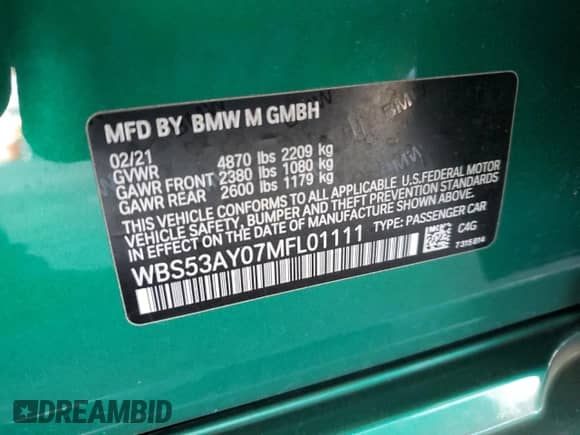 MFD BY BMW M GMBH
02/21
GVWR 4870 lbs 2209 kg
GAWR FRONT 2380 lbs 1080 kg
GAWR REAR 2600 lbs 1179 kg
THIS VEHICLE CONFORMS TO ALL APPLICABLE U.S.FEDERAL MOTOR
VEHICLE SAFETY, BUMPER AND THEFT PREVENTION STANDARDS
IN EFFECT ON THE DATE OF MANUFACTURE SHOWN ABOVE.
WBS53AY07MFL01111 TYPE: PASSENGER CAR
C4G
7315814
DREAMBID